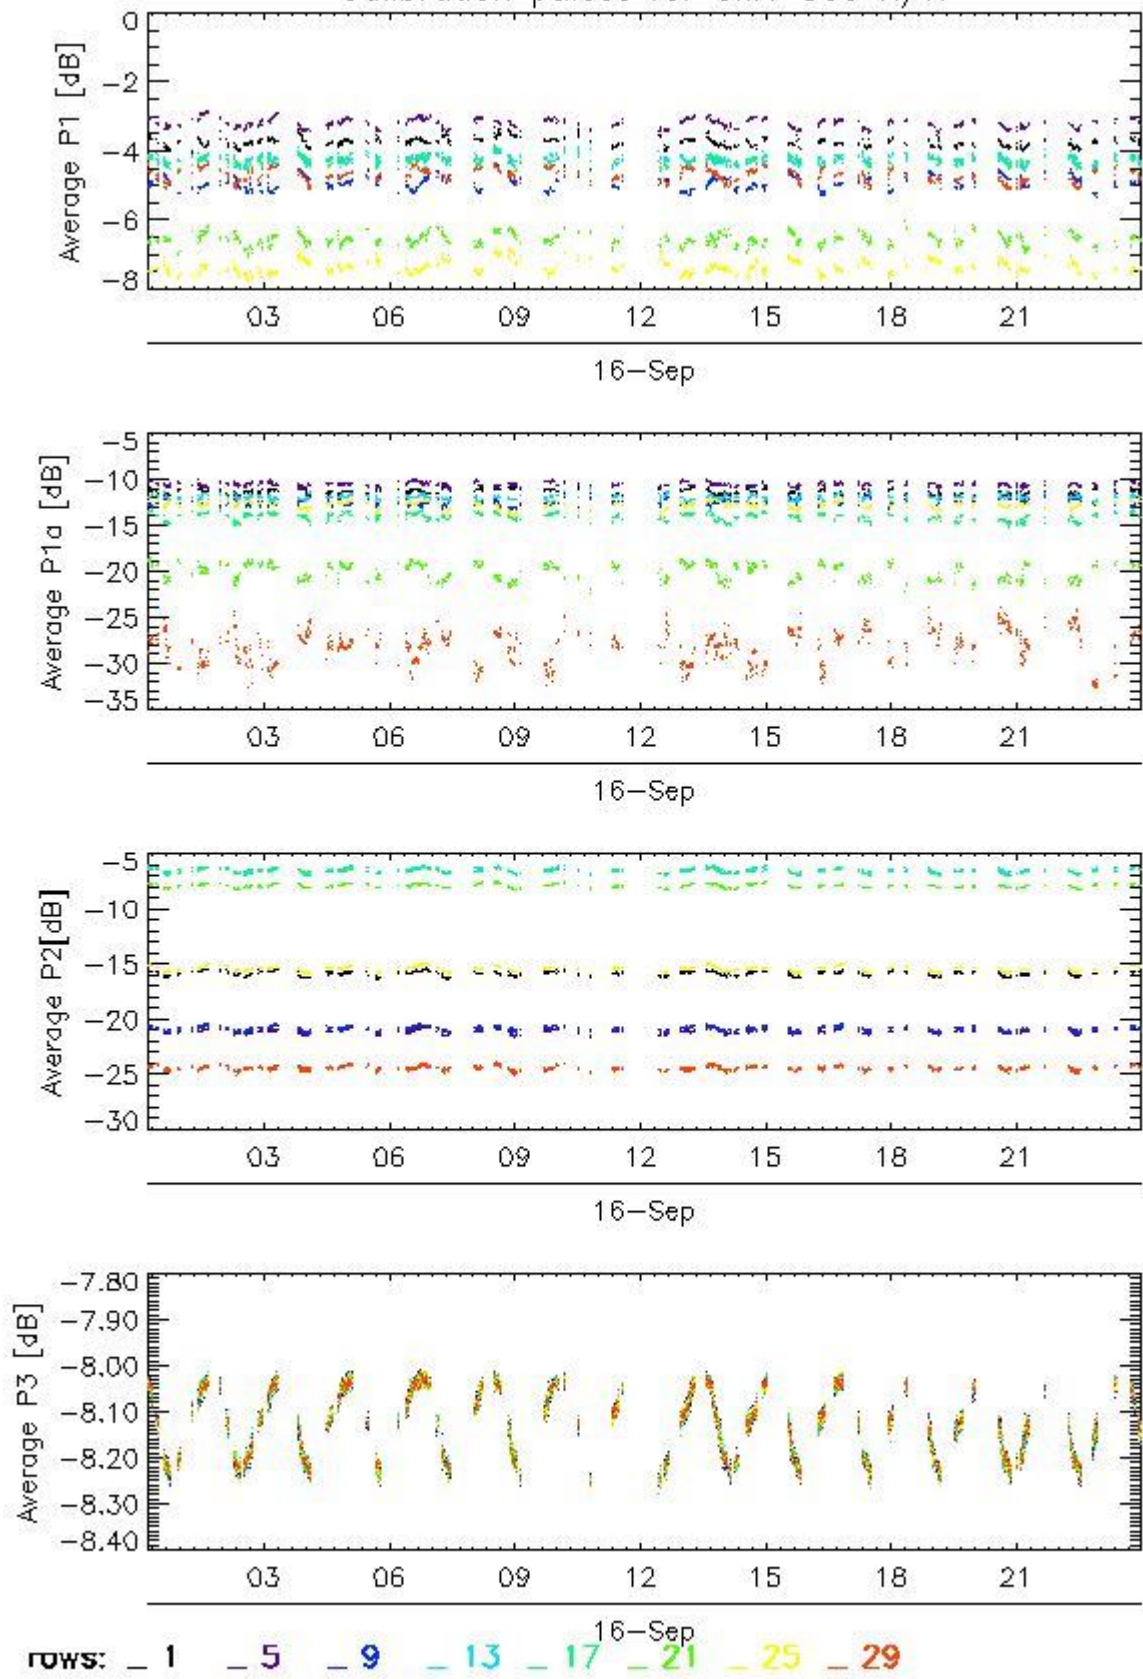 Average P1 [dB]
0
−2
−4
−6
−8
03 06 09 12 15 18 21
16−Sep
Average P1a [dB]
−5
−10
−15
−20
−25
−30
−35
03 06 09 12 15 18 21
16−Sep
Average P2[dB]
−5
−10
−15
−20
−25
−30
03 06 09 12 15 18 21
16−Sep
Average P3 [dB]
−7.80
−7.90
−8.00
−8.10
−8.20
−8.30
−8.40
03 06 09 12 15 18 21
16−Sep
rows: _ 1 _ 5 _ 9 _ 13 _ 17 _ 21 _ 25 _ 29